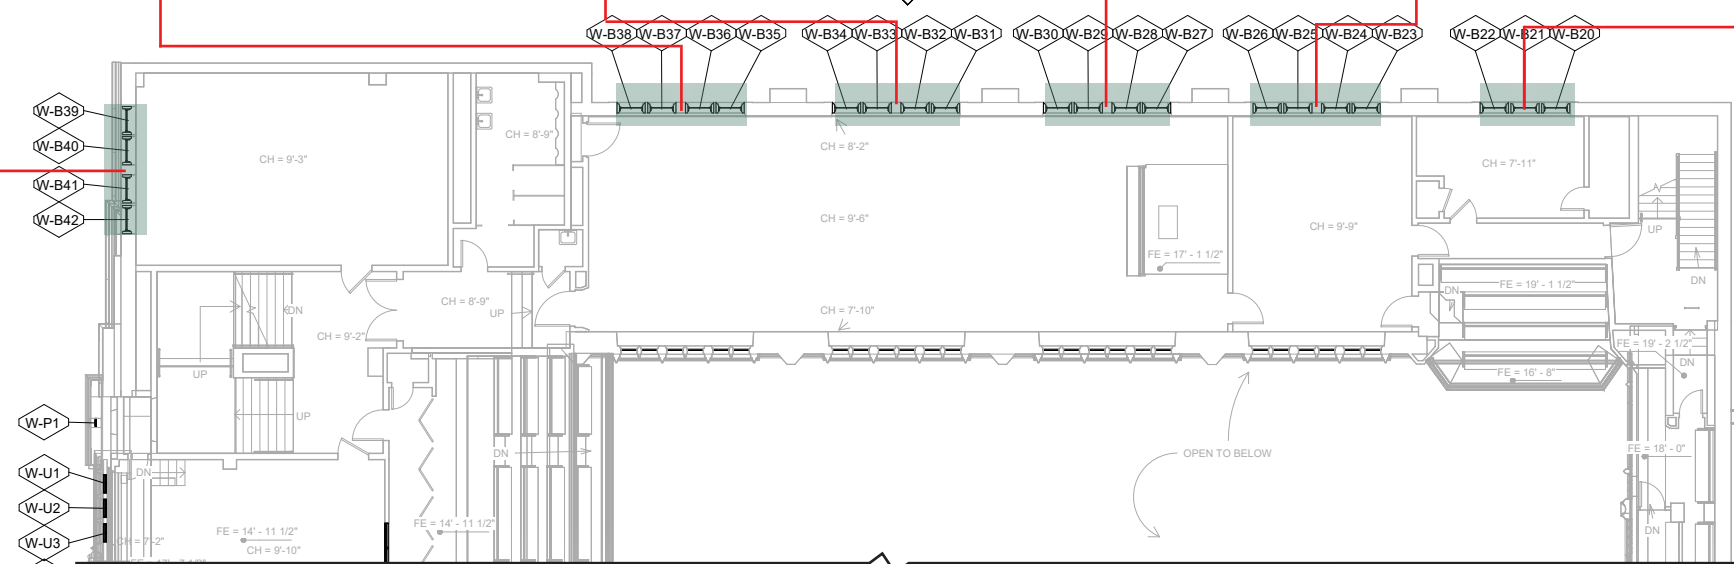 W-B38 W-B37 W-B36 W-B35 W-B34 W-B33 W-B32 W-B31 W-B30 W-B29 W-B28 W-B27 W-B26 W-B25 W-B24 W-B23 W-B22 W-B21 W-B20
W-B39
W-B40
W-B41
W-B42
CH = 9'-3"
CH = 8'-9"
CH = 8'-2"
CH = 7'-11"
CH = 9'-6"
CH = 9'-9"
UP
FE = 17' - 1 1/2"
DN
CH = 8'-9"
UP
DN
CH = 9'-2"
CH = 7'-10"
DN
FE = 19' - 1 1/2"
FE = 19' - 2 1/2"
DN
UP
FE = 16' - 8"
UP
W-P1
DN
OPEN TO BELOW
FE = 18' - 0"
W-U1
DN
W-U2
W-U3
FE = 14' - 11 1/2"
FE = 14' - 11 1/2"
DN
CH = 7'-2"
CH = 9'-10"